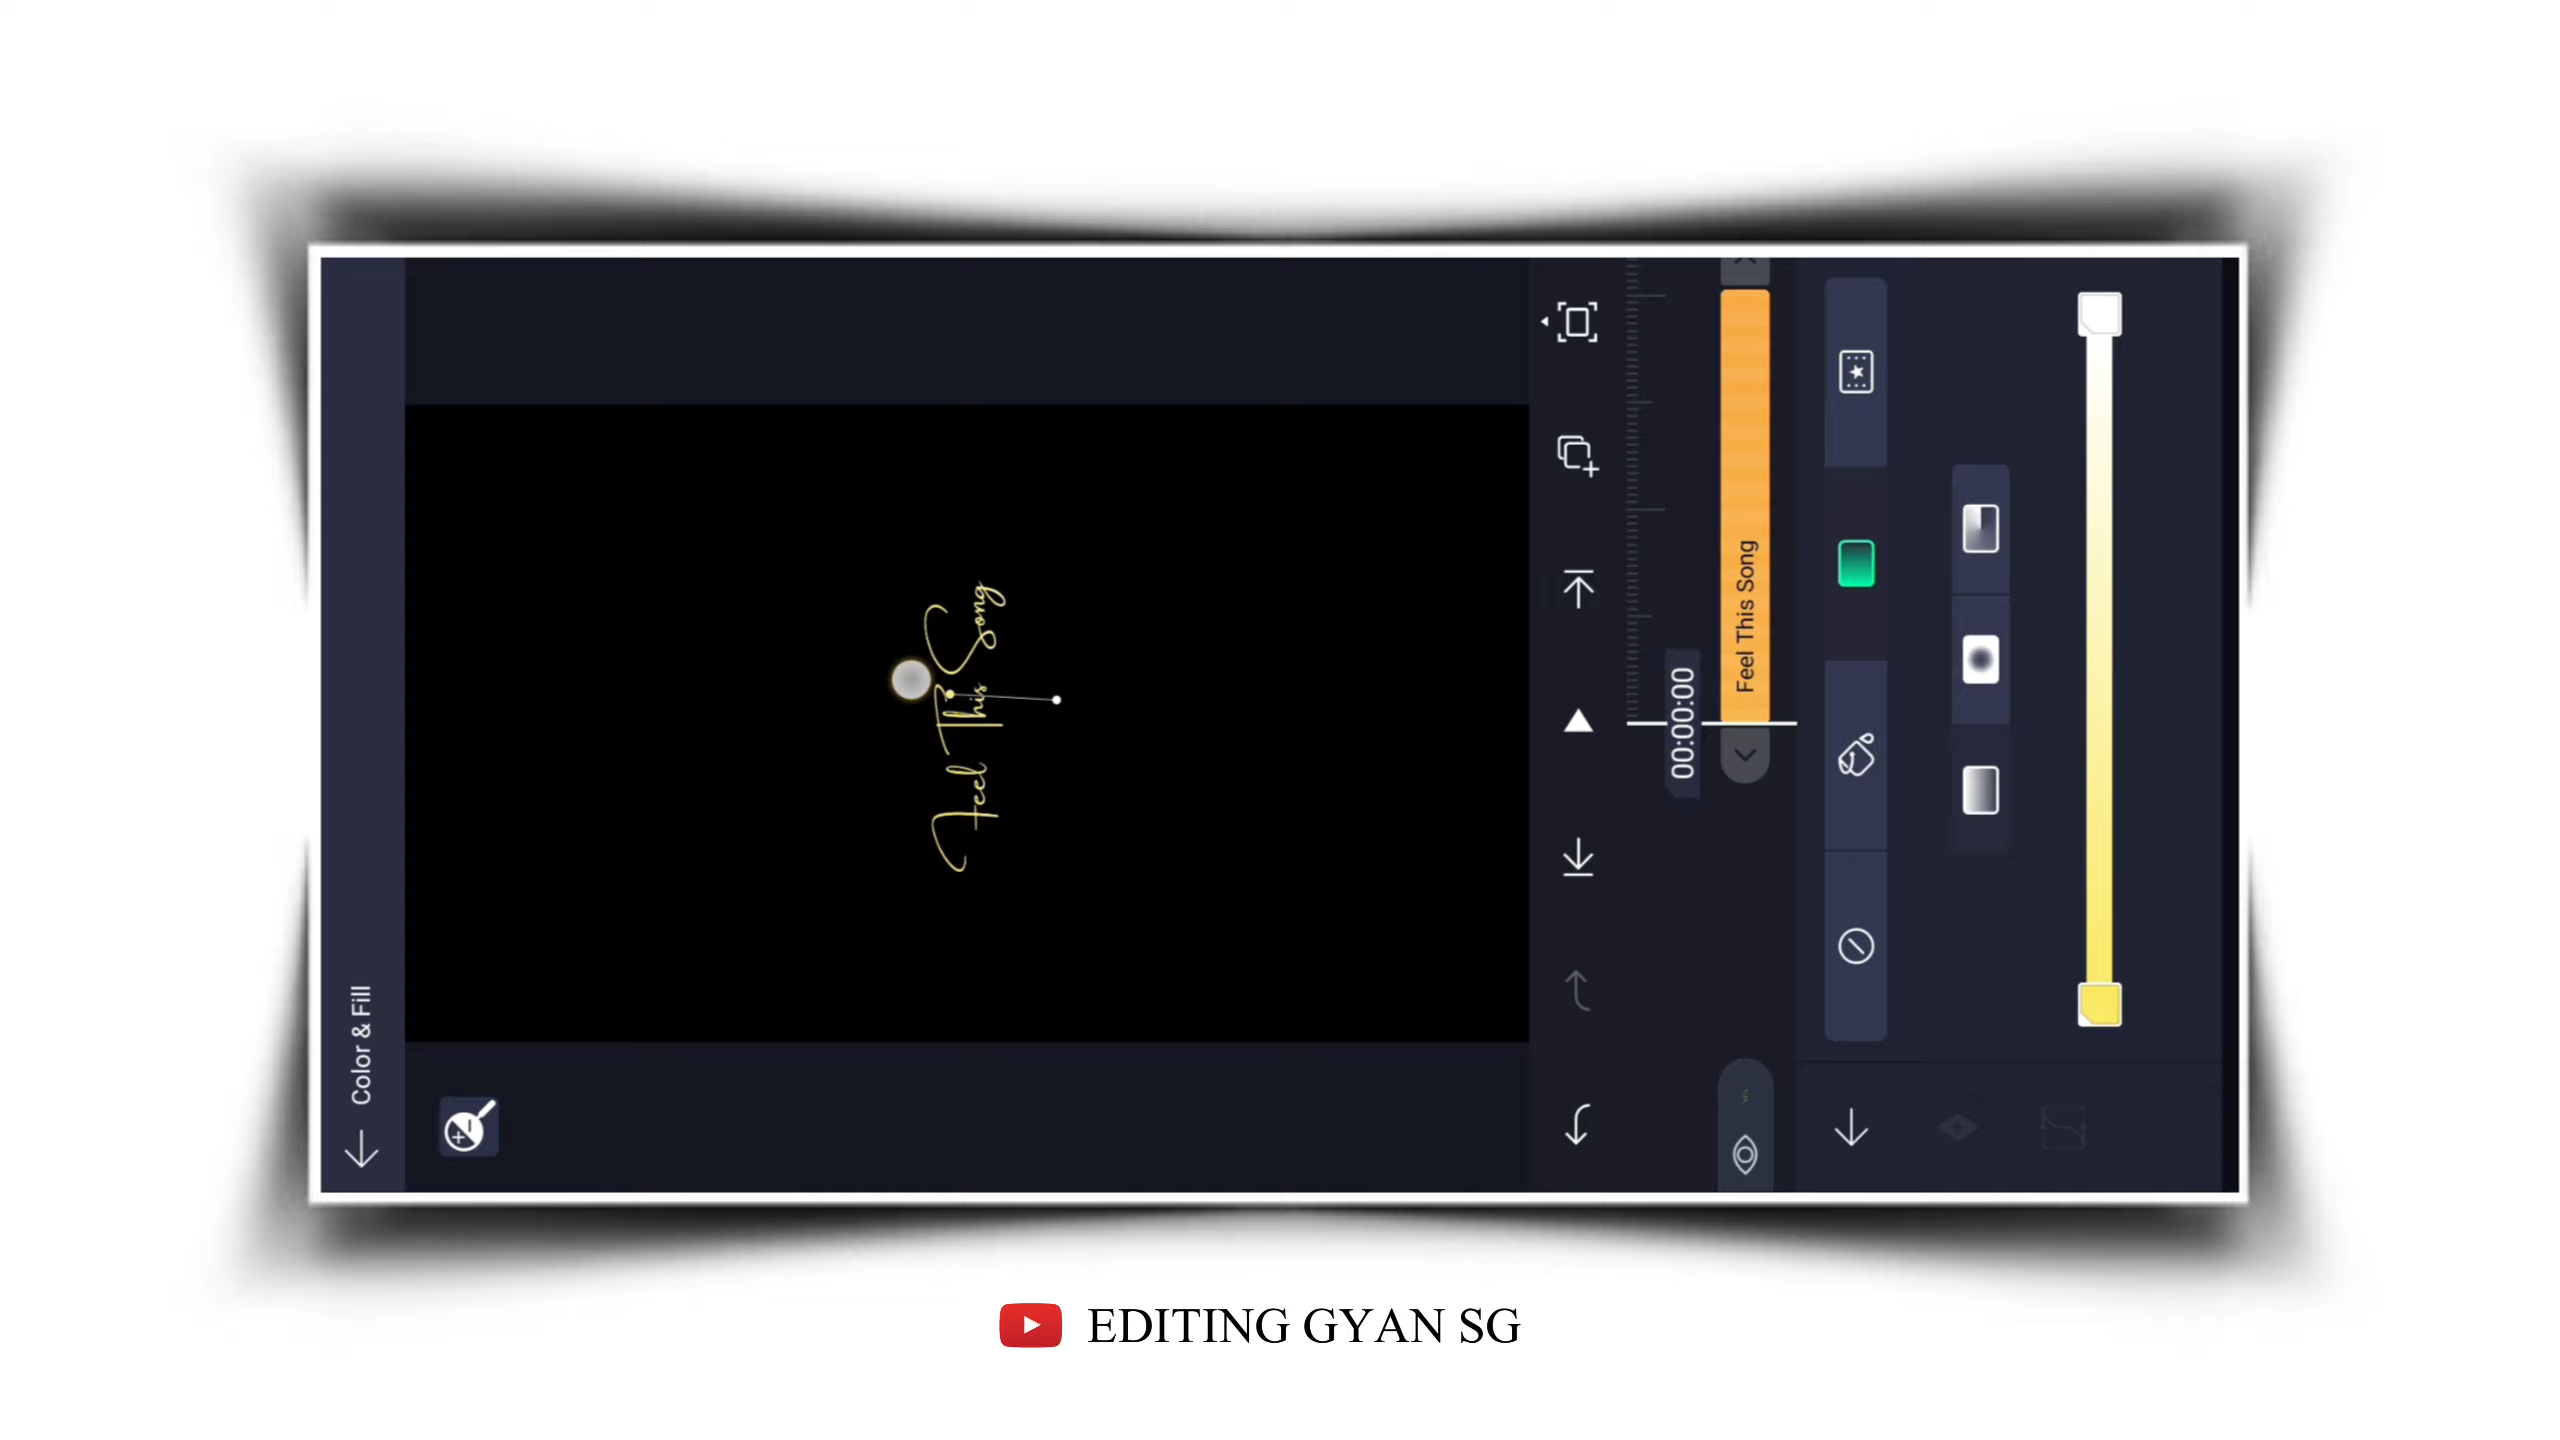 Color & Fill
Feel This Song
00:00:00
Feel This Song
EDITING GYAN SG